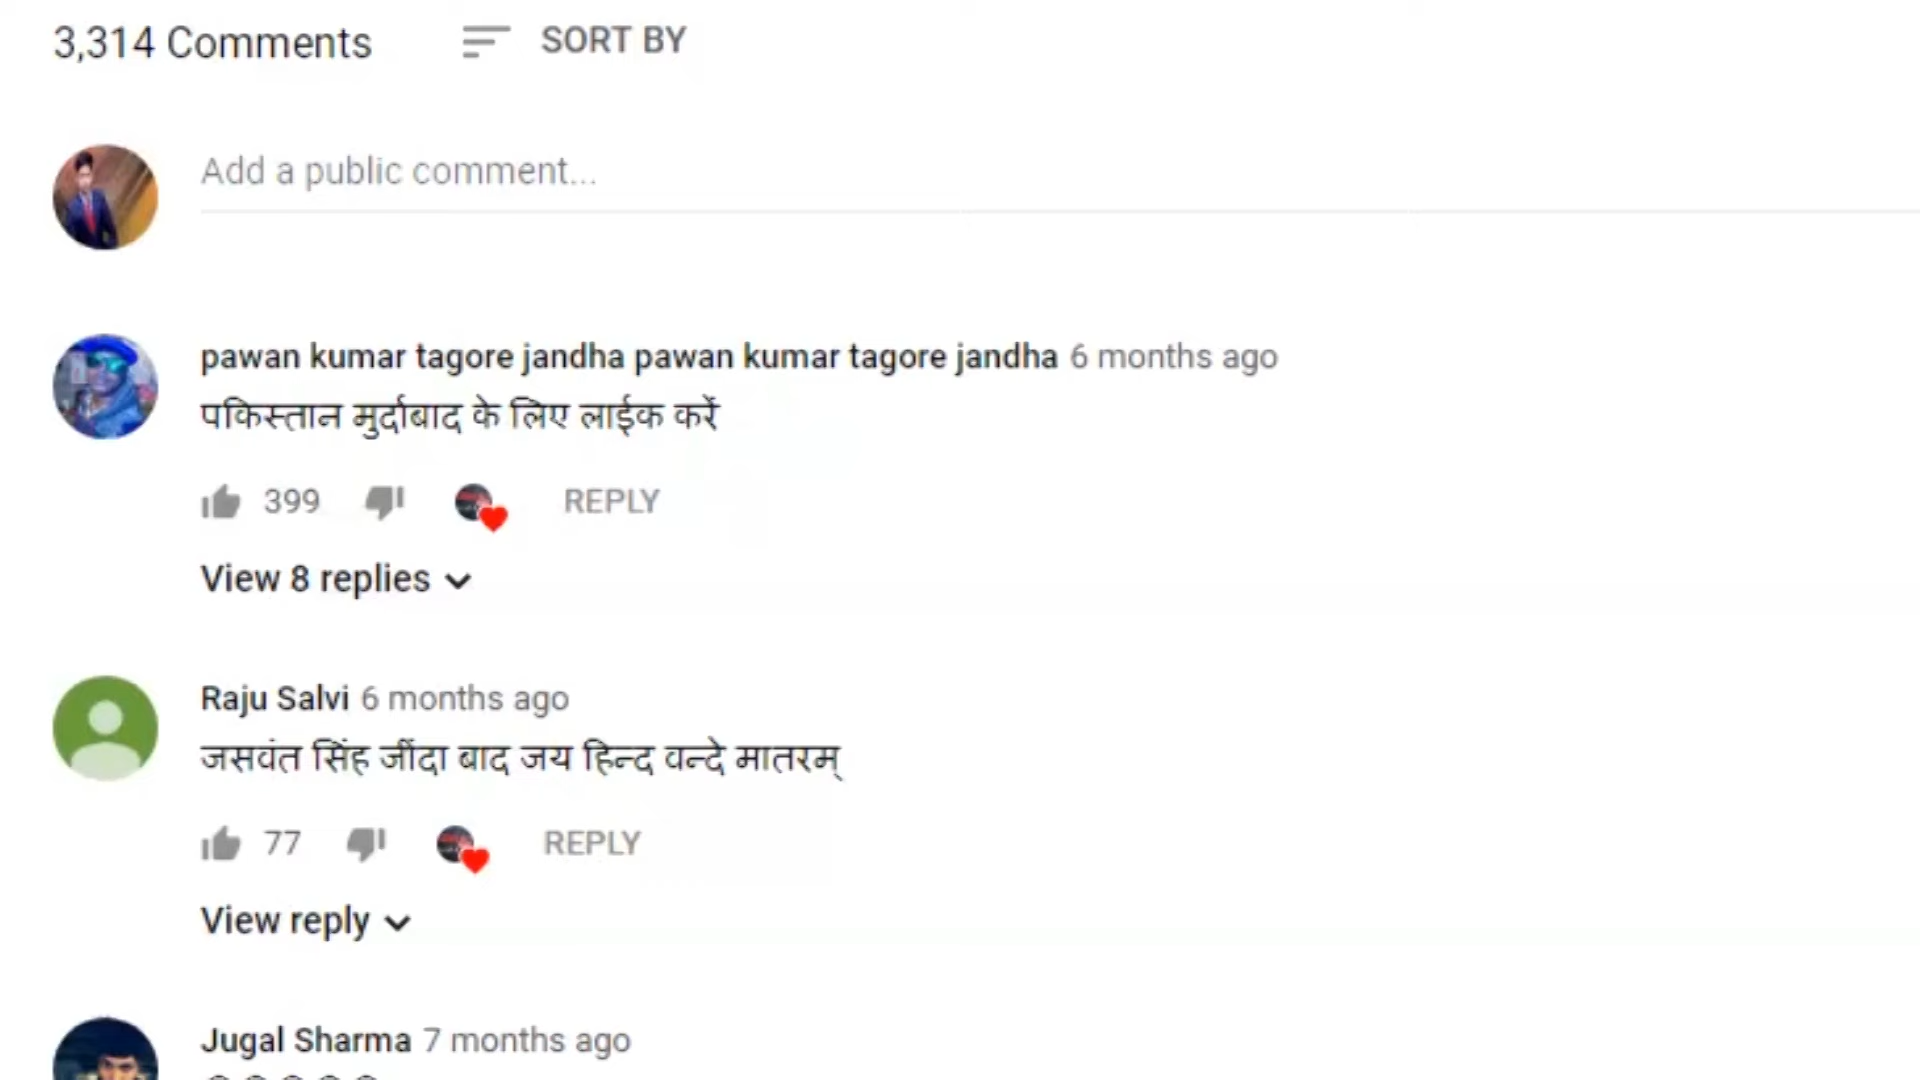 3,314 Comments SORT BY
Add a public comment...
pawan kumar tagore jandha pawan kumar tagore jandha 6 months ago
पकिस्तान मुर्दाबाद के लिए लाईक करें
399 REPLY
View 8 replies
Raju Salvi 6 months ago
जसवंत सिंह जींदा बाद जय हिन्द वन्दे मातरम्
77 REPLY
View reply
Jugal Sharma 7 months ago